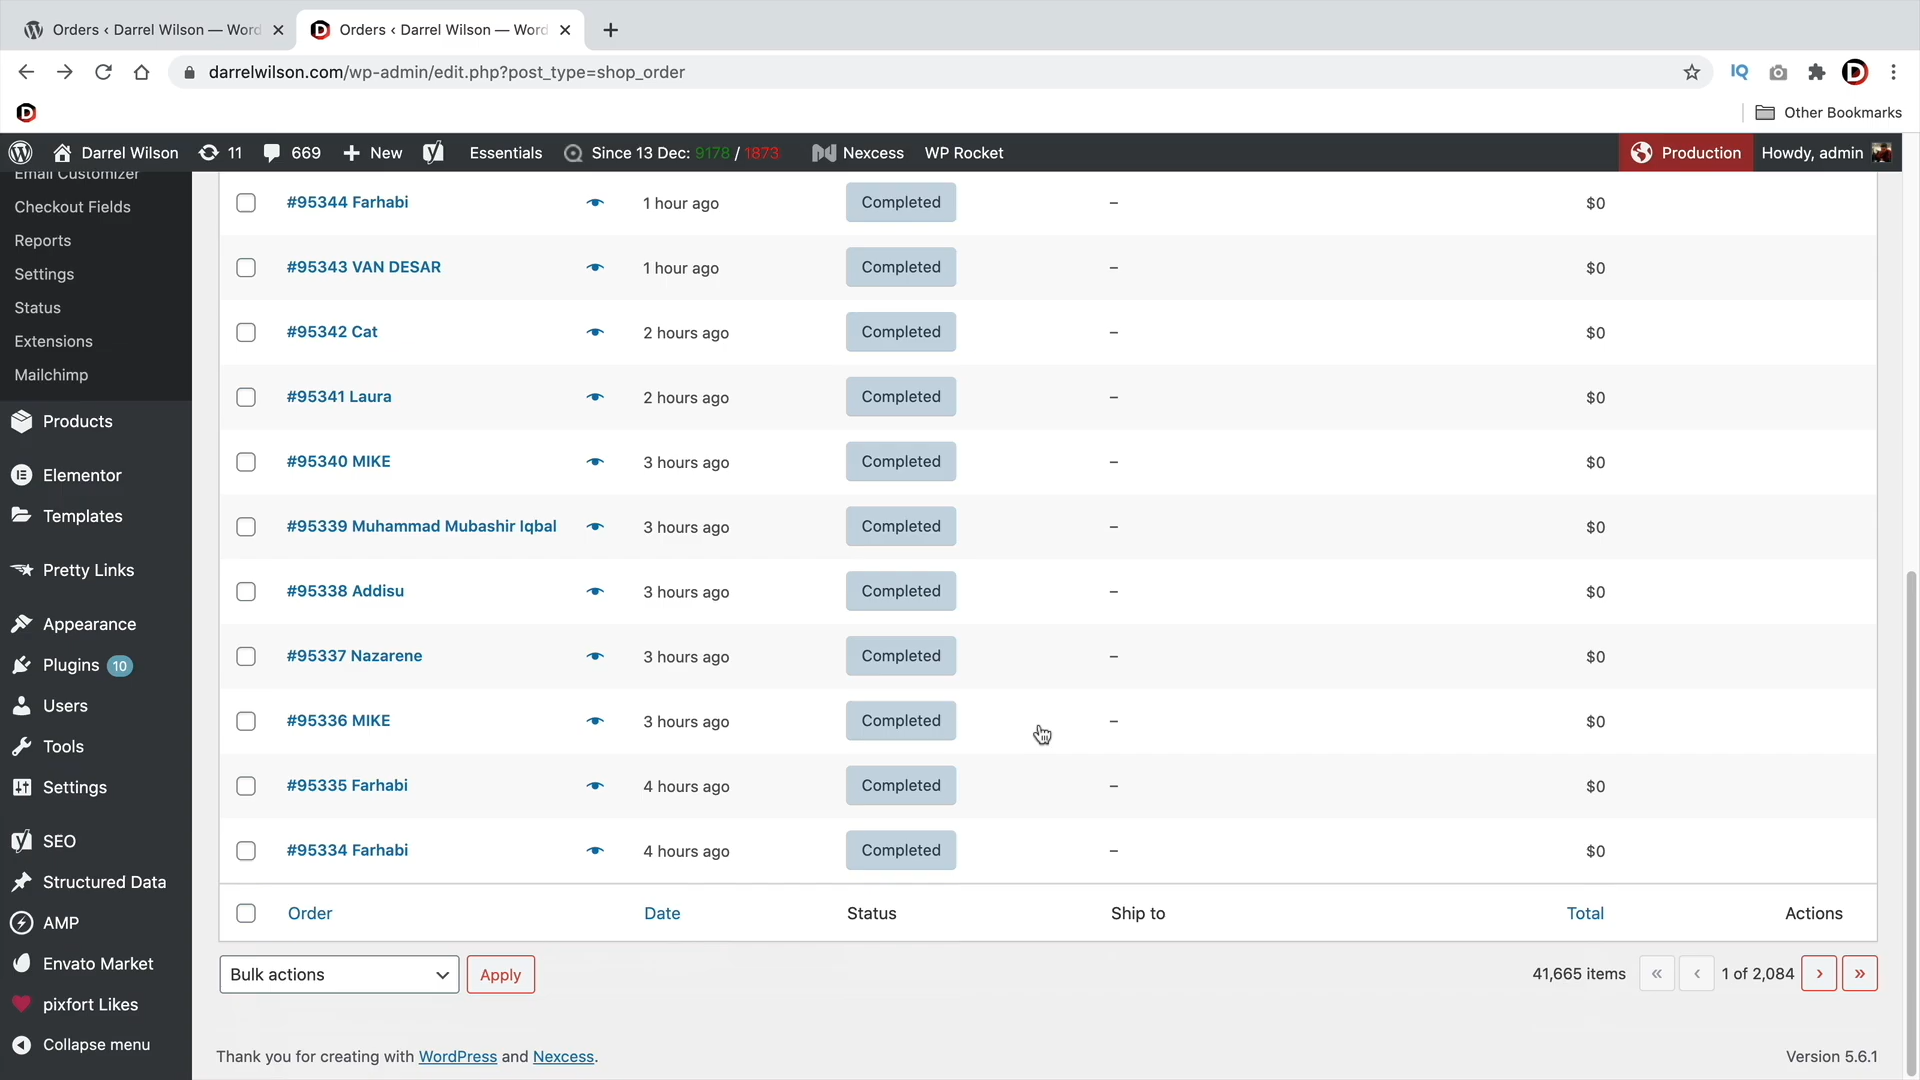 Orders ‹ Darrel Wilson — Word
Orders ‹ Darrel Wilson — Word
darrelwilson.com/wp-admin/edit.php?post_type=shop_order
IQ
Other Bookmarks
Darrel Wilson 11 669 New Essentials Since 13 Dec: 9178 / 1873 Nexcess WP Rocket Production Howdy, admin
Email Customizer
Checkout Fields
Reports
Settings
Status
Extensions
Mailchimp
Products
Elementor
Templates
Pretty Links
Appearance
Plugins 10
Users
Tools
Settings
SEO
Structured Data
AMP
Envato Market
pixfort Likes
Collapse menu
#95344 Farhabi 1 hour ago Completed – $0
#95343 VAN DESAR 1 hour ago Completed – $0
#95342 Cat 2 hours ago Completed – $0
#95341 Laura 2 hours ago Completed – $0
#95340 MIKE 3 hours ago Completed – $0
#95339 Muhammad Mubashir Iqbal 3 hours ago Completed – $0
#95338 Addisu 3 hours ago Completed – $0
#95337 Nazarene 3 hours ago Completed – $0
#95336 MIKE 3 hours ago Completed – $0
#95335 Farhabi 4 hours ago Completed – $0
#95334 Farhabi 4 hours ago Completed – $0
Order Date Status Ship to Total Actions
Bulk actions Apply 41,665 items « ‹ 1 of 2,084 › »
Thank you for creating with WordPress and Nexcess. Version 5.6.1